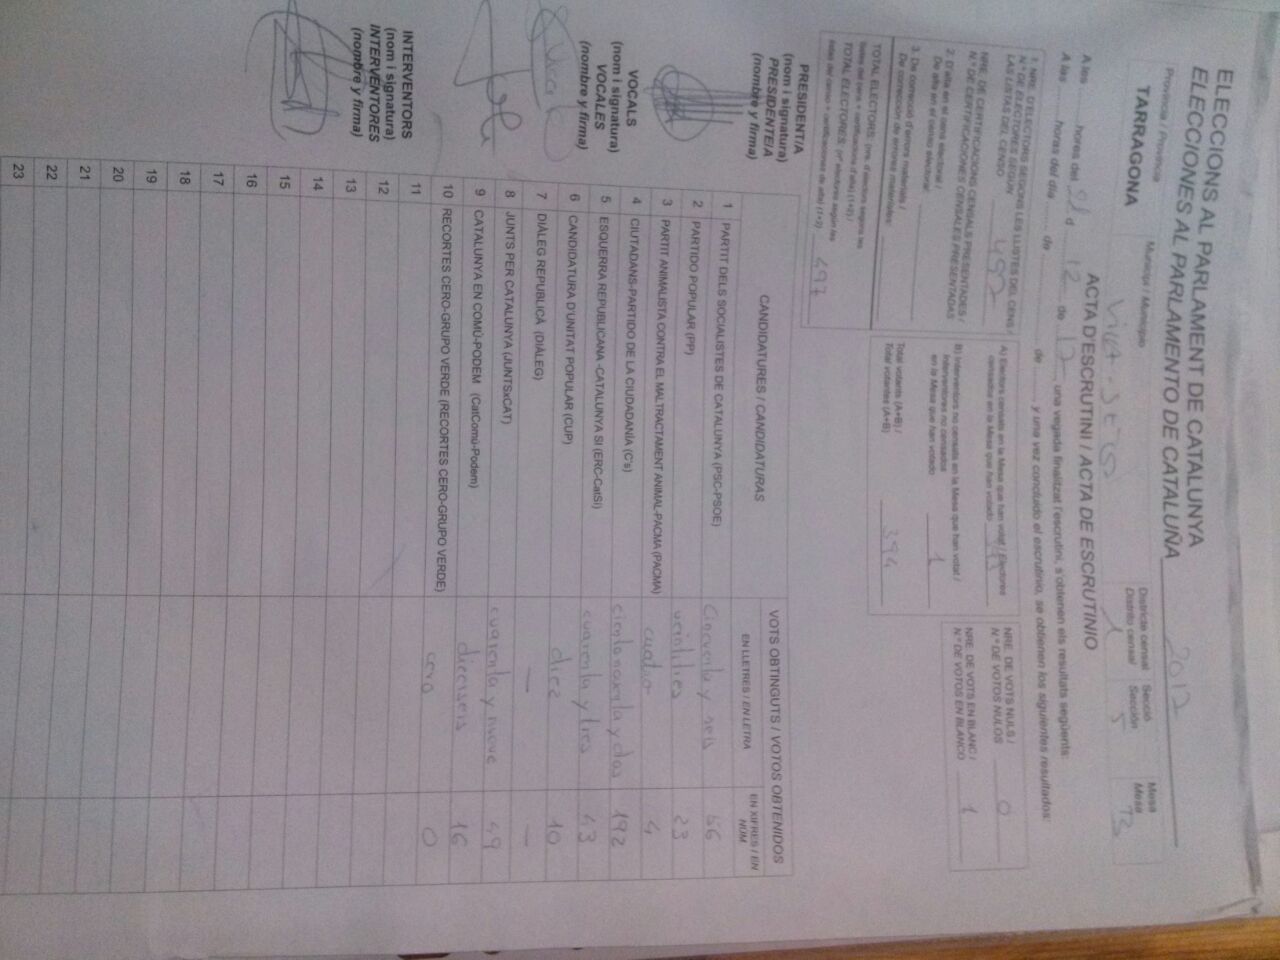 ELECCIONS AL PARLAMENT DE CATALUNYA
ELECCIONES AL PARLAMENTO DE CATALUÑA 2017
Província / Provincia
TARRAGONA
Municipi / Municipio
Vila-seca
Districte censal
Distrito censal
1
Secció
Sección
5
Mesa
Mesa
ACTA D'ESCRUTINI / ACTA DE ESCRUTINIO
A les hores del 21 d 12 de 17, una vegada finalitzat l'escrutini, s'obtenen els resultats següents:
A las horas del día de de y una vez concluido el escrutinio, se obtienen los siguientes resultados:
1. NRE. D'ELECTORS SEGONS LES LLISTES DEL CENS /
N.º DE ELECTORES SEGÚN
LAS LISTAS DEL CENSO 497
NRE. DE CERTIFICACIONS CENSALS PRESENTADES /
N.º DE CERTIFICACIONES CENSALES PRESENTADAS
2. D'alta en el cens electoral /
De alta en el censo electoral:
3. De correcció d'errors materials /
De corrección de errores materiales:
TOTAL ELECTORS: (nre. d'electors segons les
llistes del cens + certificacions d'alta) (1+2) /
TOTAL ELECTORES: (nº electores según las
listas del censo + certificaciones de alta) (1+2) 497
A) Electors censats en la Mesa que han votat / Electores
censados en la Mesa que han votado
B) Interventors no censats en la Mesa que han votat /
Interventores no censados
en la Mesa que han votado 1
Total votants (A+B) /
Total votantes (A+B) 394
NRE. DE VOTS NULS /
N.º DE VOTOS NULOS 0
NRE. DE VOTS EN BLANC /
N.º DE VOTOS EN BLANCO 1
PRESIDENT/A
(nom i signatura)
PRESIDENTE/A
(nombre y firma)
VOCALS
(nom i signatura)
VOCALES
(nombre y firma)
INTERVENTORS
(nom i signatura)
INTERVENTORES
(nombre y firma)
CANDIDATURES / CANDIDATURAS
VOTS OBTINGUTS / VOTOS OBTENIDOS
EN LLETRES / EN LETRA
EN XIFRES / EN NÚM.
1 PARTIT DELS SOCIALISTES DE CATALUNYA (PSC-PSOE) Cincuenta y seis 56
2 PARTIDO POPULAR (PP) veintitres 23
3 PARTIT ANIMALISTA CONTRA EL MALTRACTAMENT ANIMAL-PACMA (PACMA) cuatro 4
4 CIUTADANS-PARTIDO DE LA CIUDADANÍA (C's) ciento noventa y dos 192
5 ESQUERRA REPUBLICANA -CATALUNYA SÍ (ERC-CatSí) cuarenta y tres 43
6 CANDIDATURA D'UNITAT POPULAR (CUP) diez 10
7 DIÀLEG REPUBLICÀ (DIÀLEG) — —
8 JUNTS PER CATALUNYA (JUNTSxCAT) cuarenta y nueve 49
9 CATALUNYA EN COMÚ-PODEM (CatComú-Podem) dieciseis 16
10 RECORTES CERO-GRUPO VERDE (RECORTES CERO-GRUPO VERDE) cero 0
11
12
13
14
15
16
17
18
19
20
21
22
23